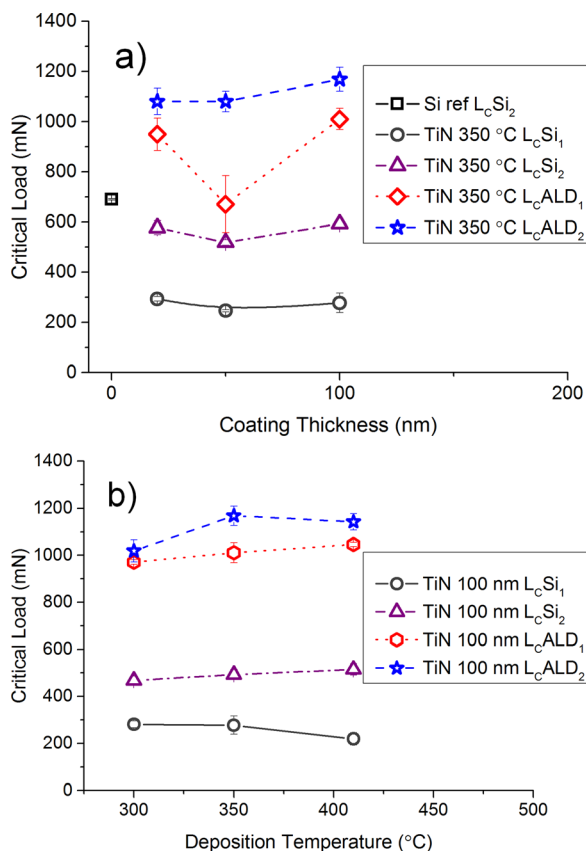 1400
1200
1000
800
600
400
200
0
Critical Load (mN)
a)
Si ref LCSi2
TiN 350 °C LCSi1
TiN 350 °C LCSi2
TiN 350 °C LCALD1
TiN 350 °C LCALD2
0 100 200
Coating Thickness (nm)
1400
1200
1000
800
600
400
200
0
Critical Load (mN)
b)
TiN 100 nm LCSi1
TiN 100 nm LCSi2
TiN 100 nm LCALD1
TiN 100 nm LCALD2
300 350 400 450 500
Deposition Temperature (°C)